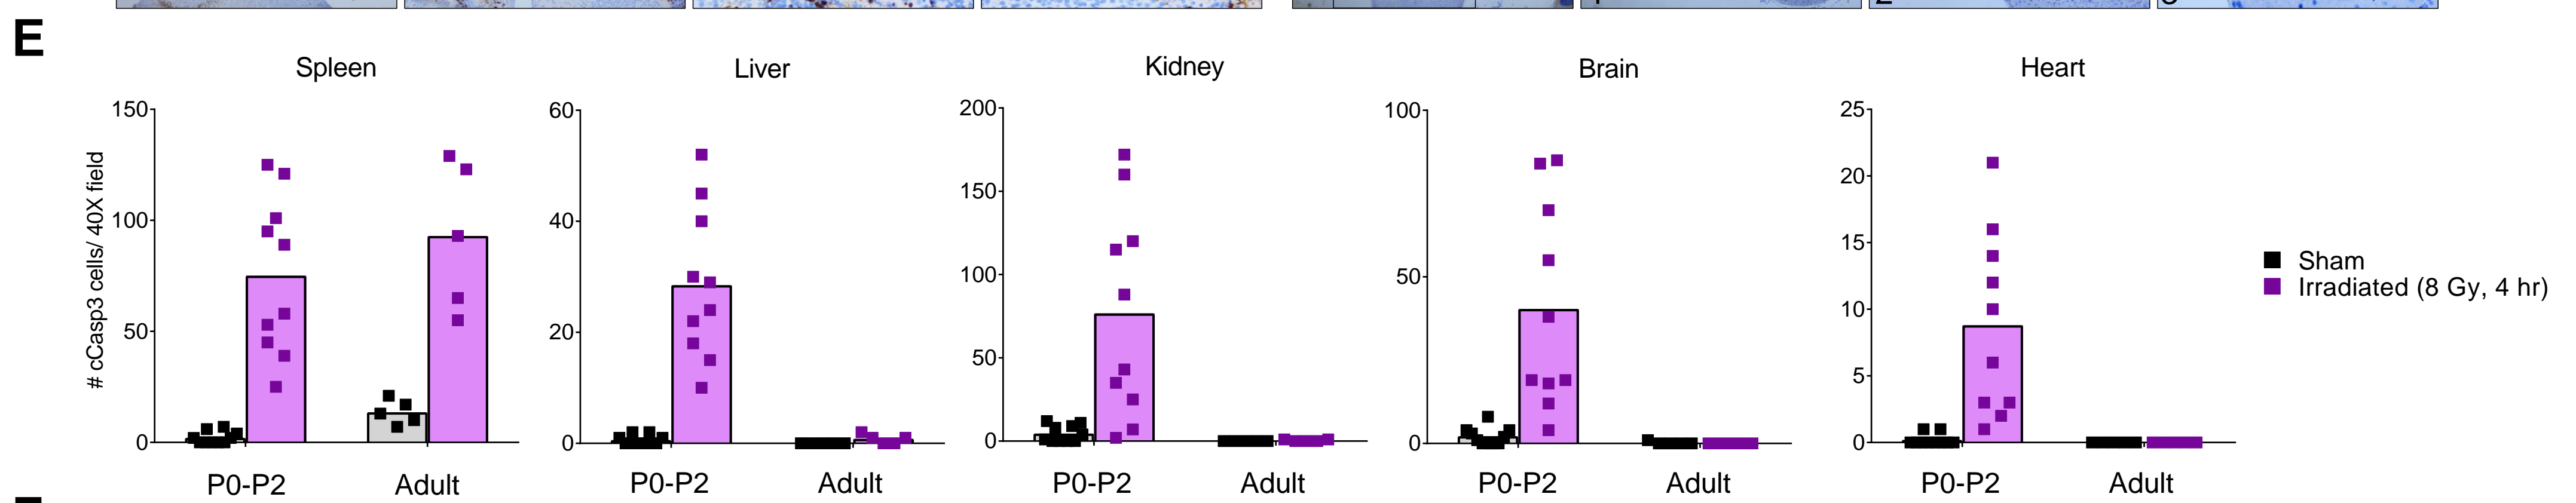 E
Spleen
Liver
Kidney
Brain
Heart
# cCasp3 cells/ 40X field
150
100
50
0
P0-P2
Adult
60
40
20
0
P0-P2
Adult
200
150
100
50
0
P0-P2
Adult
100
50
0
P0-P2
Adult
25
20
15
10
5
0
P0-P2
Adult
Sham
Irradiated (8 Gy, 4 hr)